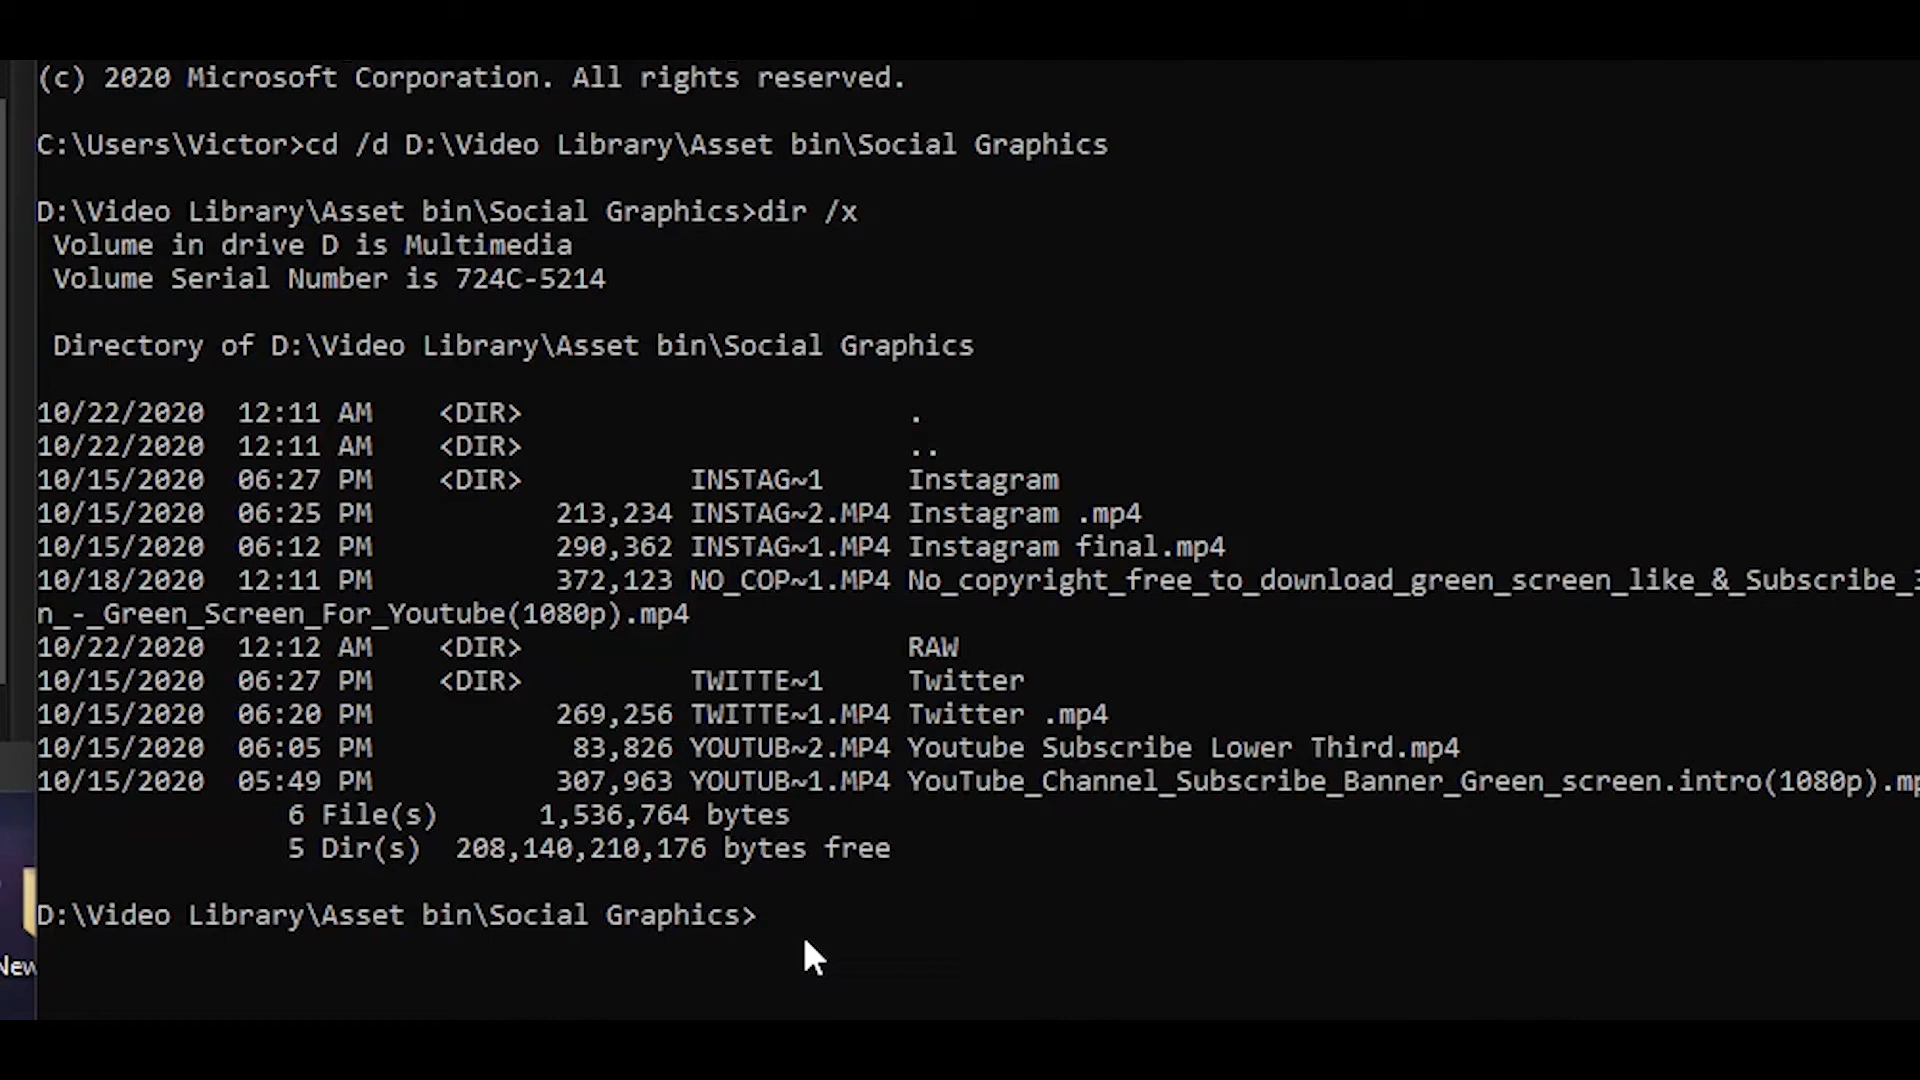 (c) 2020 Microsoft Corporation. All rights reserved.
C:\Users\Victor>cd /d D:\Video Library\Asset bin\Social Graphics
D:\Video Library\Asset bin\Social Graphics>dir /x
Volume in drive D is Multimedia
Volume Serial Number is 724C-5214
Directory of D:\Video Library\Asset bin\Social Graphics
10/22/2020  12:11 AM    <DIR>                       .
10/22/2020  12:11 AM    <DIR>                       ..
10/15/2020  06:27 PM    <DIR>          INSTAG~1     Instagram
10/15/2020  06:25 PM           213,234 INSTAG~2.MP4 Instagram .mp4
10/15/2020  06:12 PM           290,362 INSTAG~1.MP4 Instagram final.mp4
10/18/2020  12:11 PM           372,123 NO_COP~1.MP4 No_copyright_free_to_download_green_screen_like_&_Subscribe_3
n_-_Green_Screen_For_Youtube(1080p).mp4
10/22/2020  12:12 AM    <DIR>                       RAW
10/15/2020  06:27 PM    <DIR>          TWITTE~1     Twitter
10/15/2020  06:20 PM           269,256 TWITTE~1.MP4 Twitter .mp4
10/15/2020  06:05 PM            83,826 YOUTUB~2.MP4 Youtube Subscribe Lower Third.mp4
10/15/2020  05:49 PM           307,963 YOUTUB~1.MP4 YouTube_Channel_Subscribe_Banner_Green_screen.intro(1080p).mp
6 File(s)      1,536,764 bytes
5 Dir(s)  208,140,210,176 bytes free
D:\Video Library\Asset bin\Social Graphics>
New